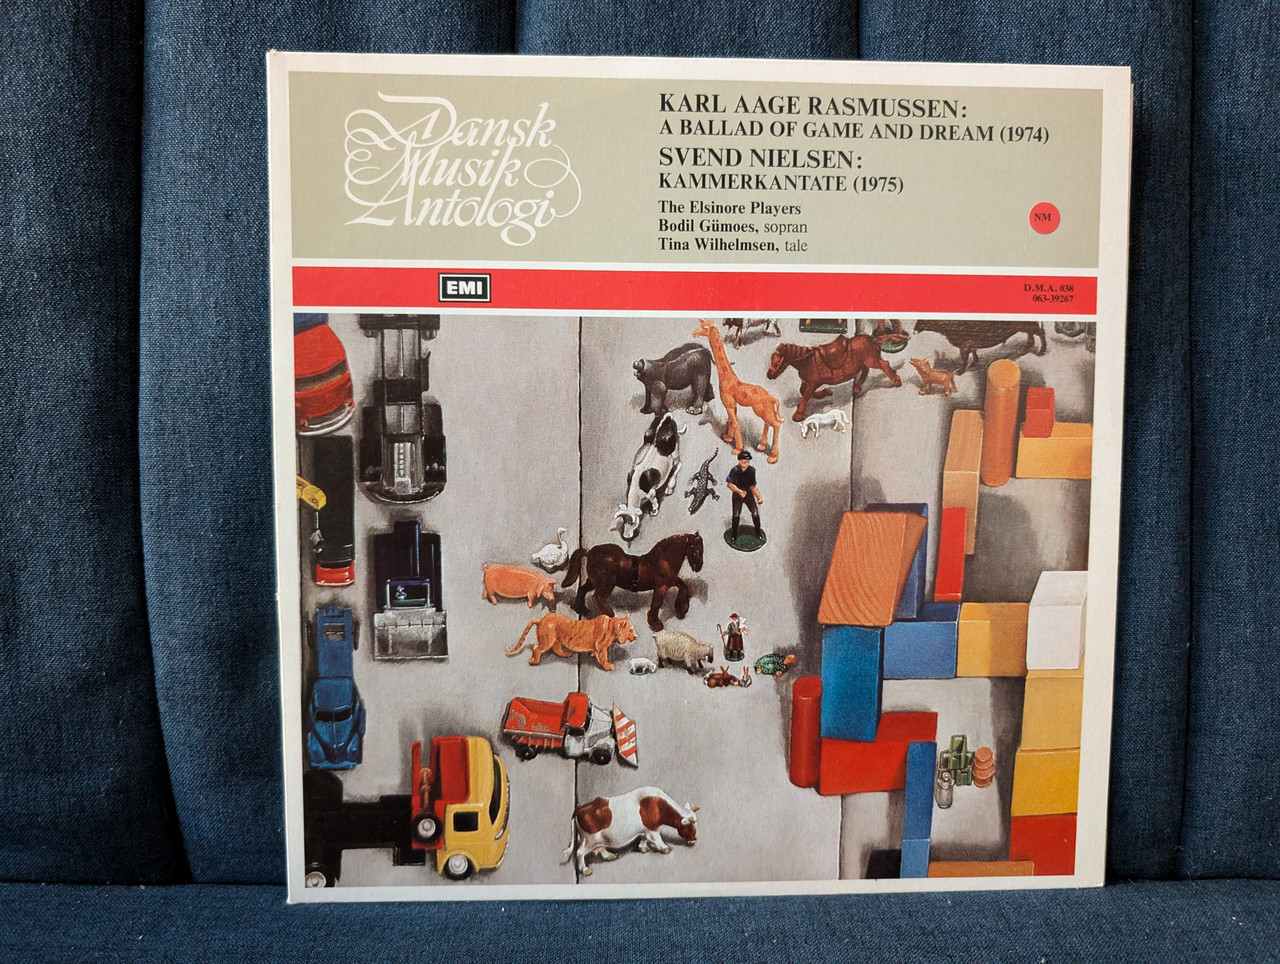 Dansk
Musik
Antologi
KARL AAGE RASMUSSEN:
A BALLAD OF GAME AND DREAM (1974)
SVEND NIELSEN:
KAMMERKANTATE (1975)
The Elsinore Players
Bodil Gümoes, sopran
Tina Wilhelmsen, tale
NM
EMI
D.M.A. 038
063-39267